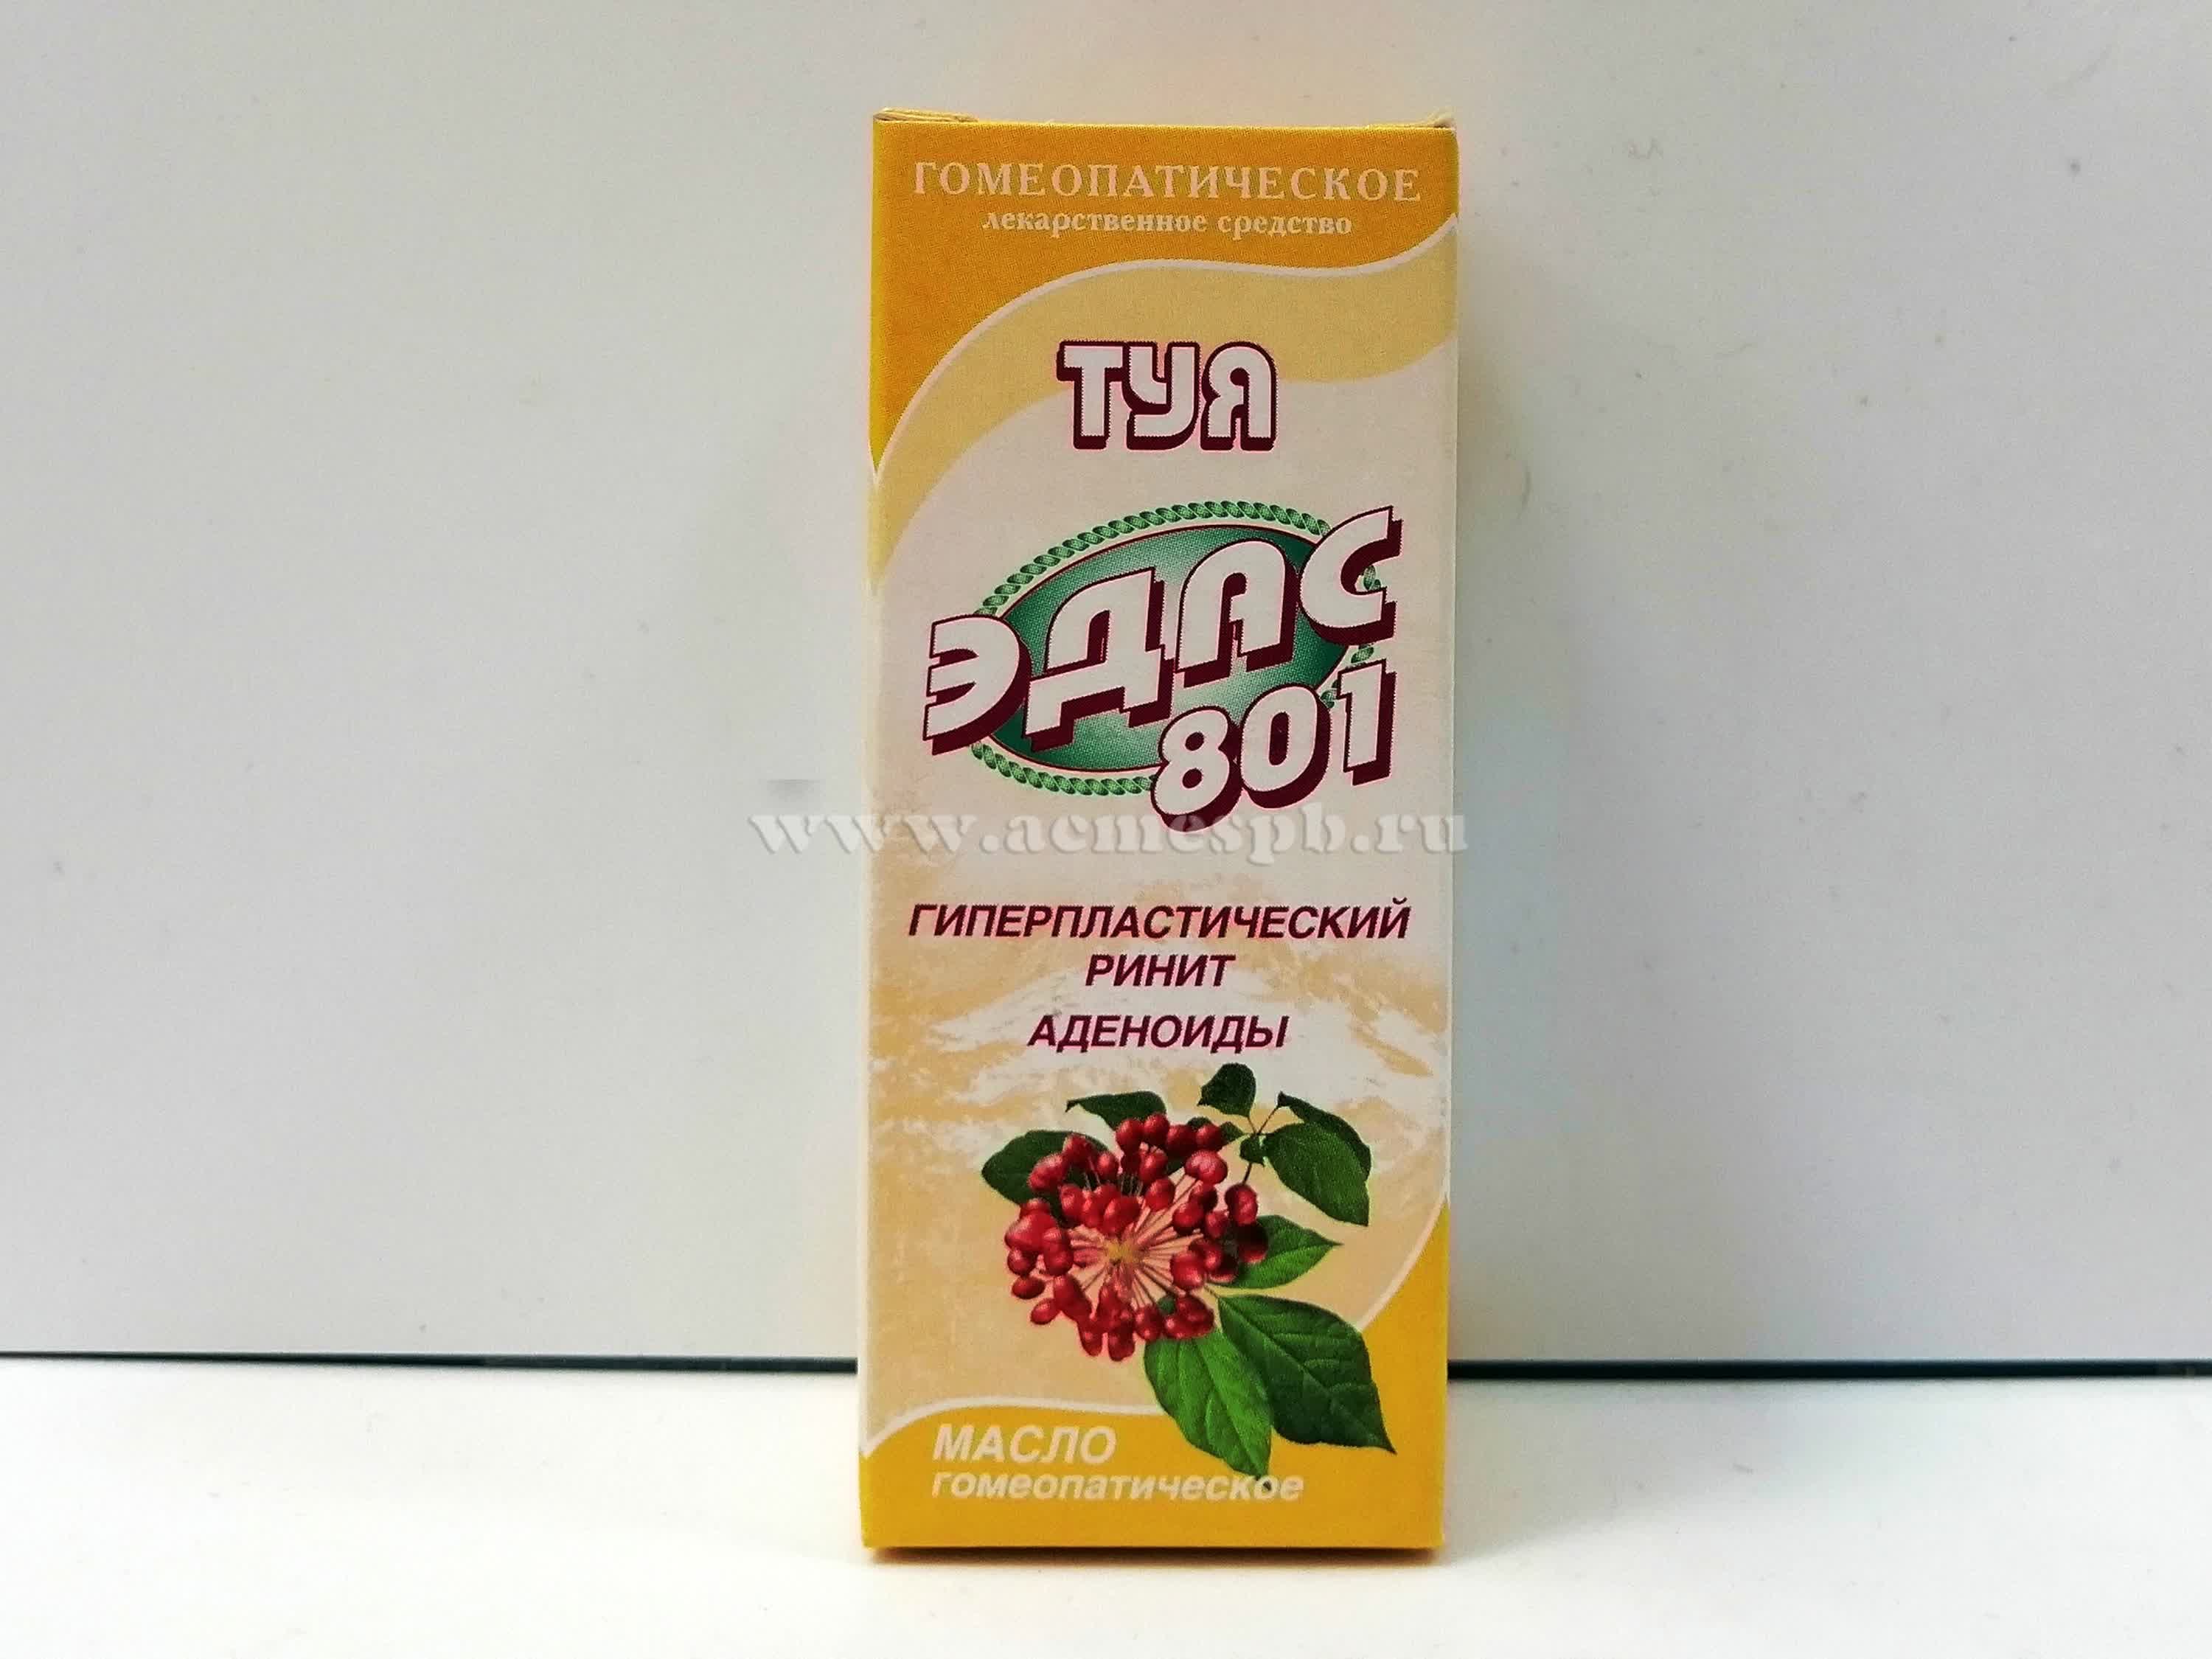 ГОМЕОПАТИЧЕСКОЕ
лекарственное средство
ТУЯ
ЭДАС
801
www.acmespb.ru
ГИПЕРПЛАСТИЧЕСКИЙ
РИНИТ
АДЕНОИДЫ
МАСЛО
гомеопатическое